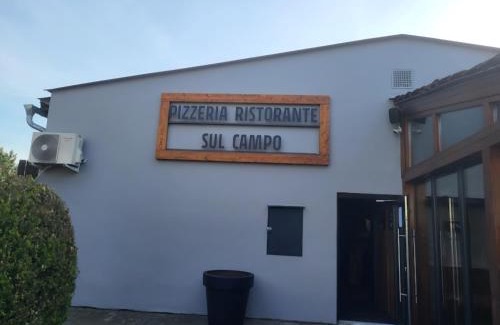 PIZZERIA RISTORANTE
SUL CAMPO